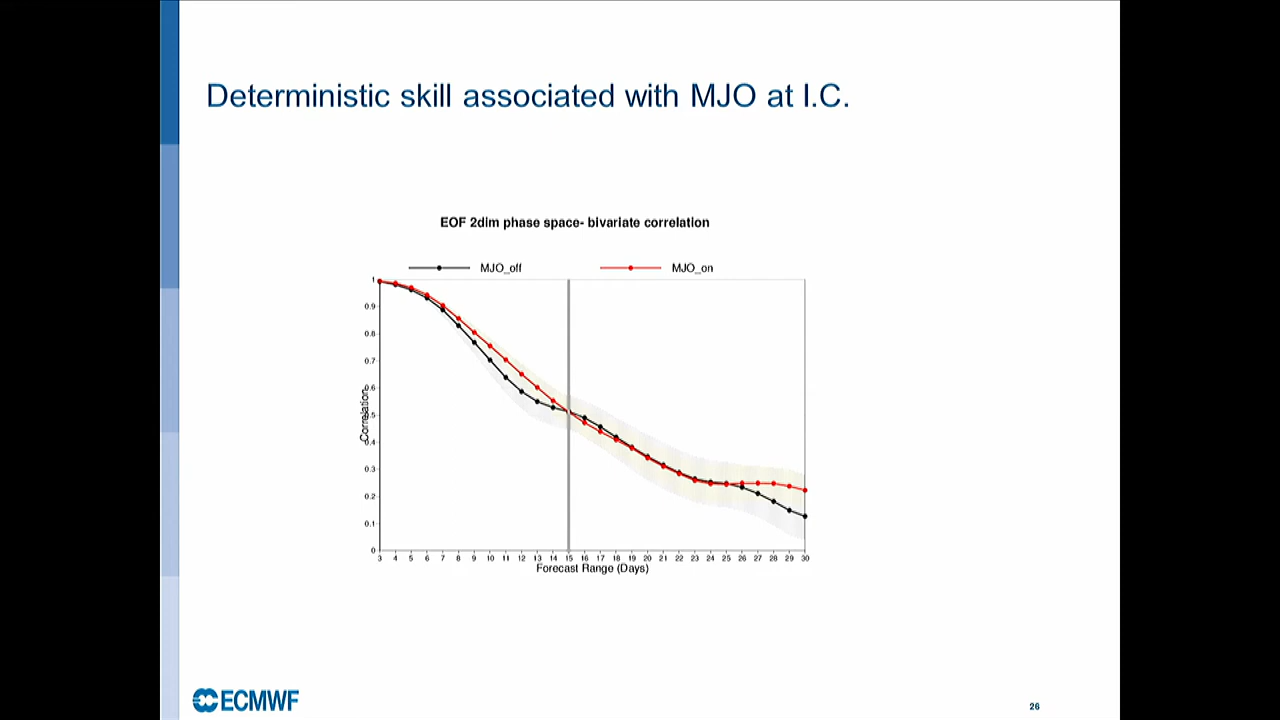 Deterministic skill associated with MJO at I.C.
EOF 2dim phase space- bivariate correlation
MJO_off MJO_on
1
0.9
0.8
0.7
0.6
0.5
0.4
0.3
0.2
0.1
0
Correlation
3 4 5 6 7 8 9 10 11 12 13 14 15 16 17 18 19 20 21 22 23 24 25 26 27 28 29 30
Forecast Range (Days)
ECMWF
26